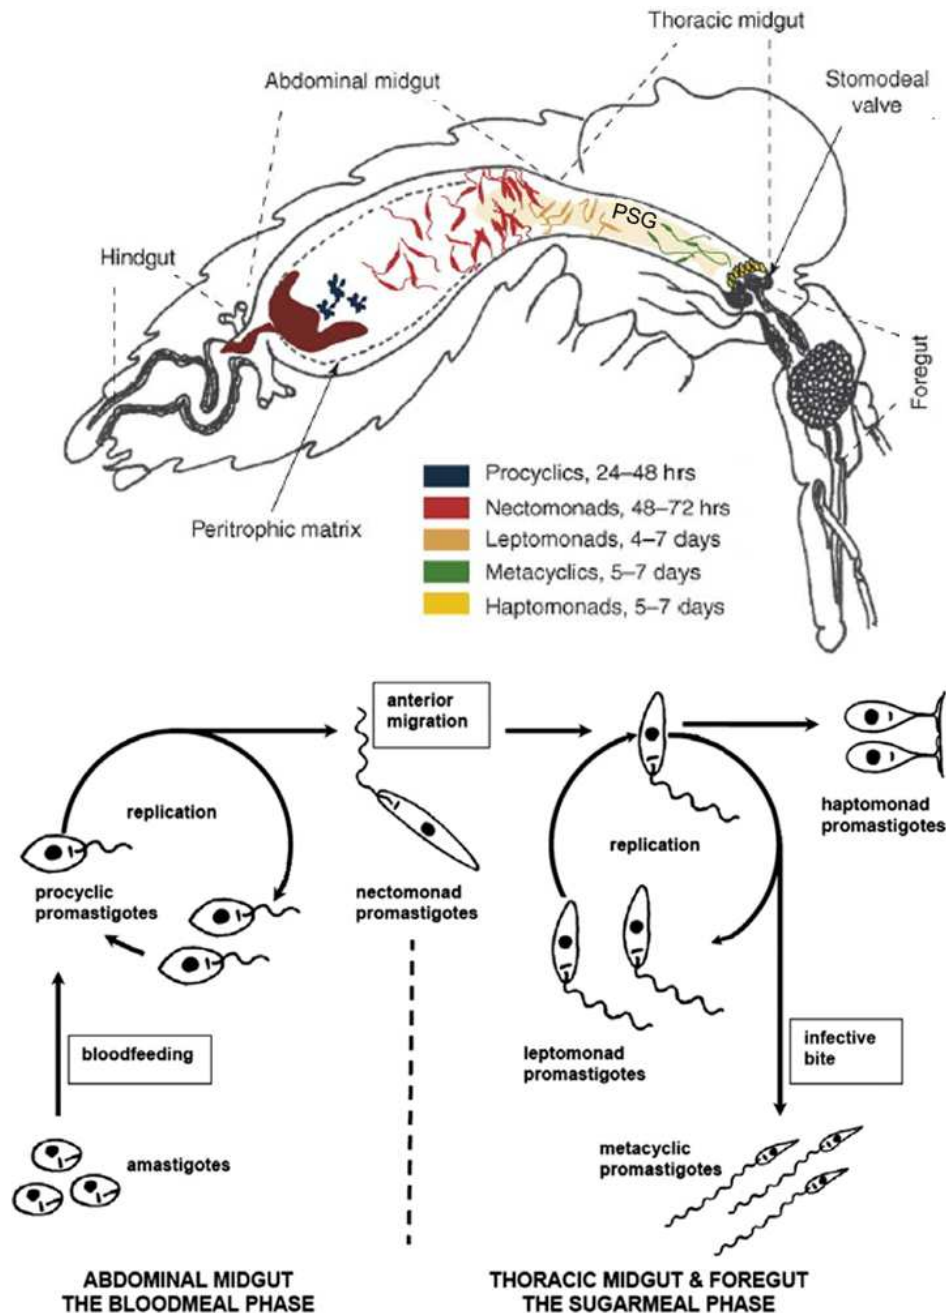 Thoracic midgut
Abdominal midgut
Stomodeal
valve
PSG
Hindgut
Foregut
Peritrophic matrix
Procyclics, 24–48 hrs
Nectomonads, 48–72 hrs
Leptomonads, 4–7 days
Metacyclics, 5–7 days
Haptomonads, 5–7 days
anterior
migration
replication
replication
haptomonad
promastigotes
procyclic
promastigotes
nectomonad
promastigotes
bloodfeeding
leptomonad
promastigotes
infective
bite
amastigotes
metacyclic
promastigotes
ABDOMINAL MIDGUT
THE BLOODMEAL PHASE
THORACIC MIDGUT & FOREGUT
THE SUGARMEAL PHASE